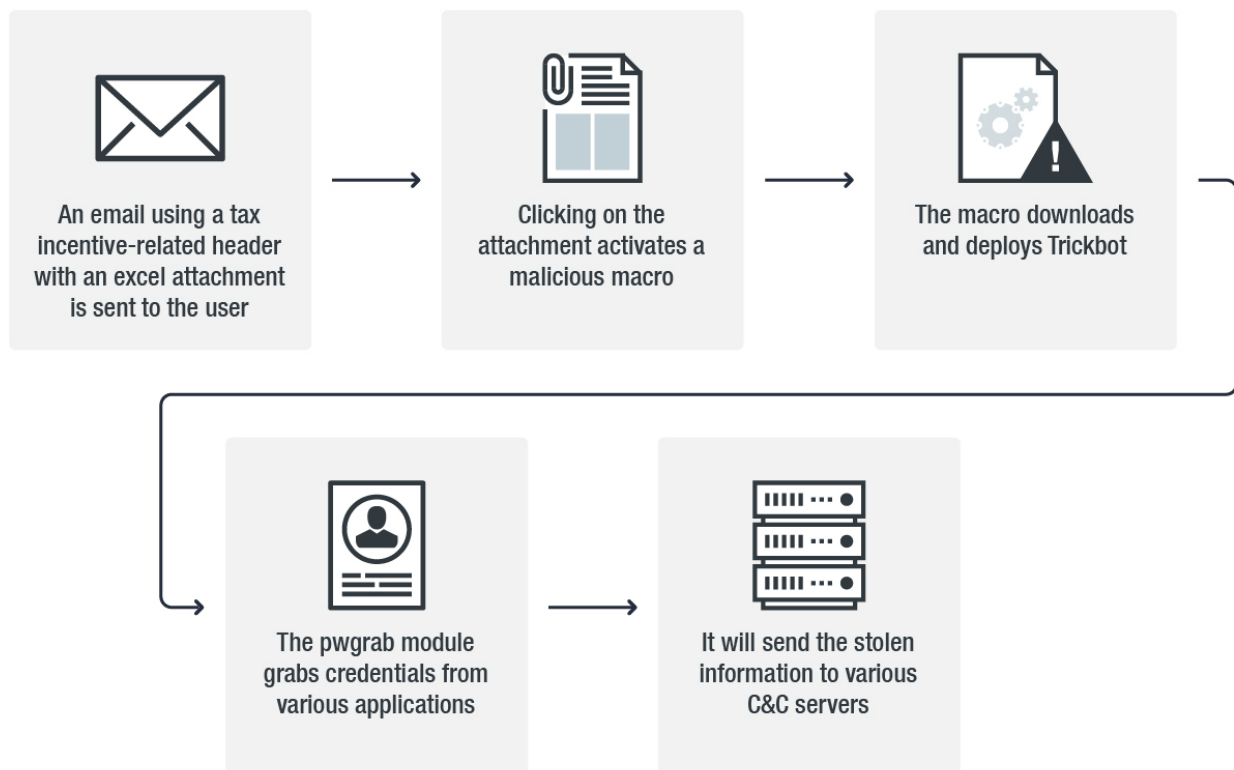 An email using a tax
incentive-related header
with an excel attachment
is sent to the user
Clicking on the
attachment activates a
malicious macro
The macro downloads
and deploys Trickbot
The pwgrab module
grabs credentials from
various applications
It will send the stolen
information to various
C&C servers